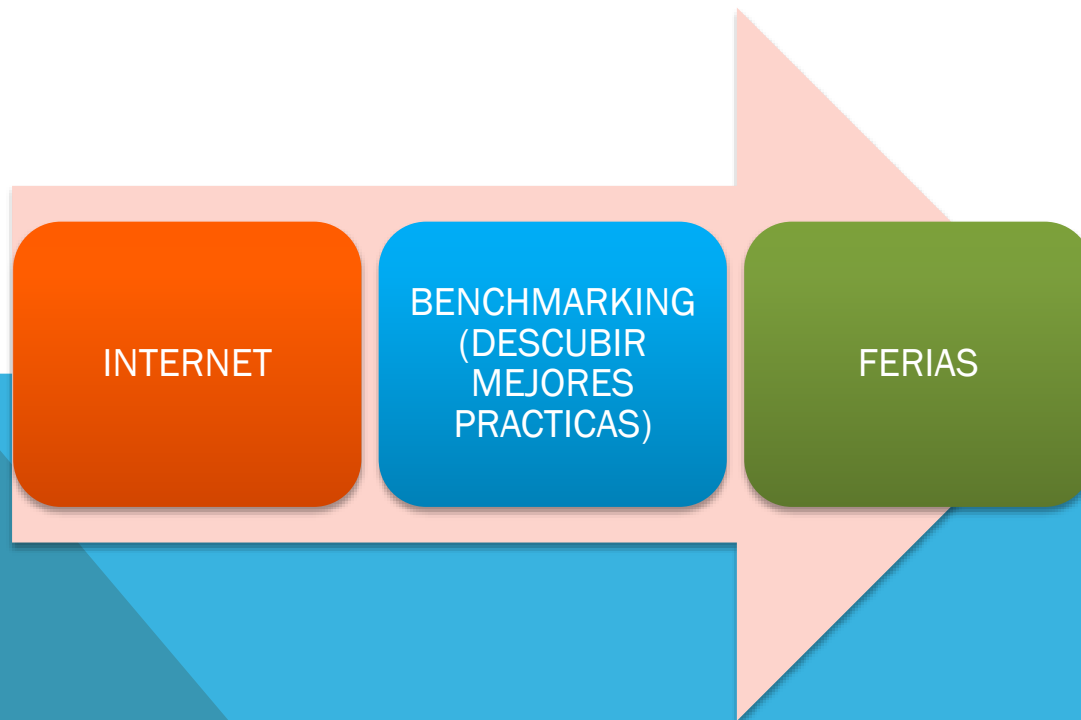 INTERNET
BENCHMARKING
(DESCUBIR
MEJORES
PRACTICAS)
FERIAS